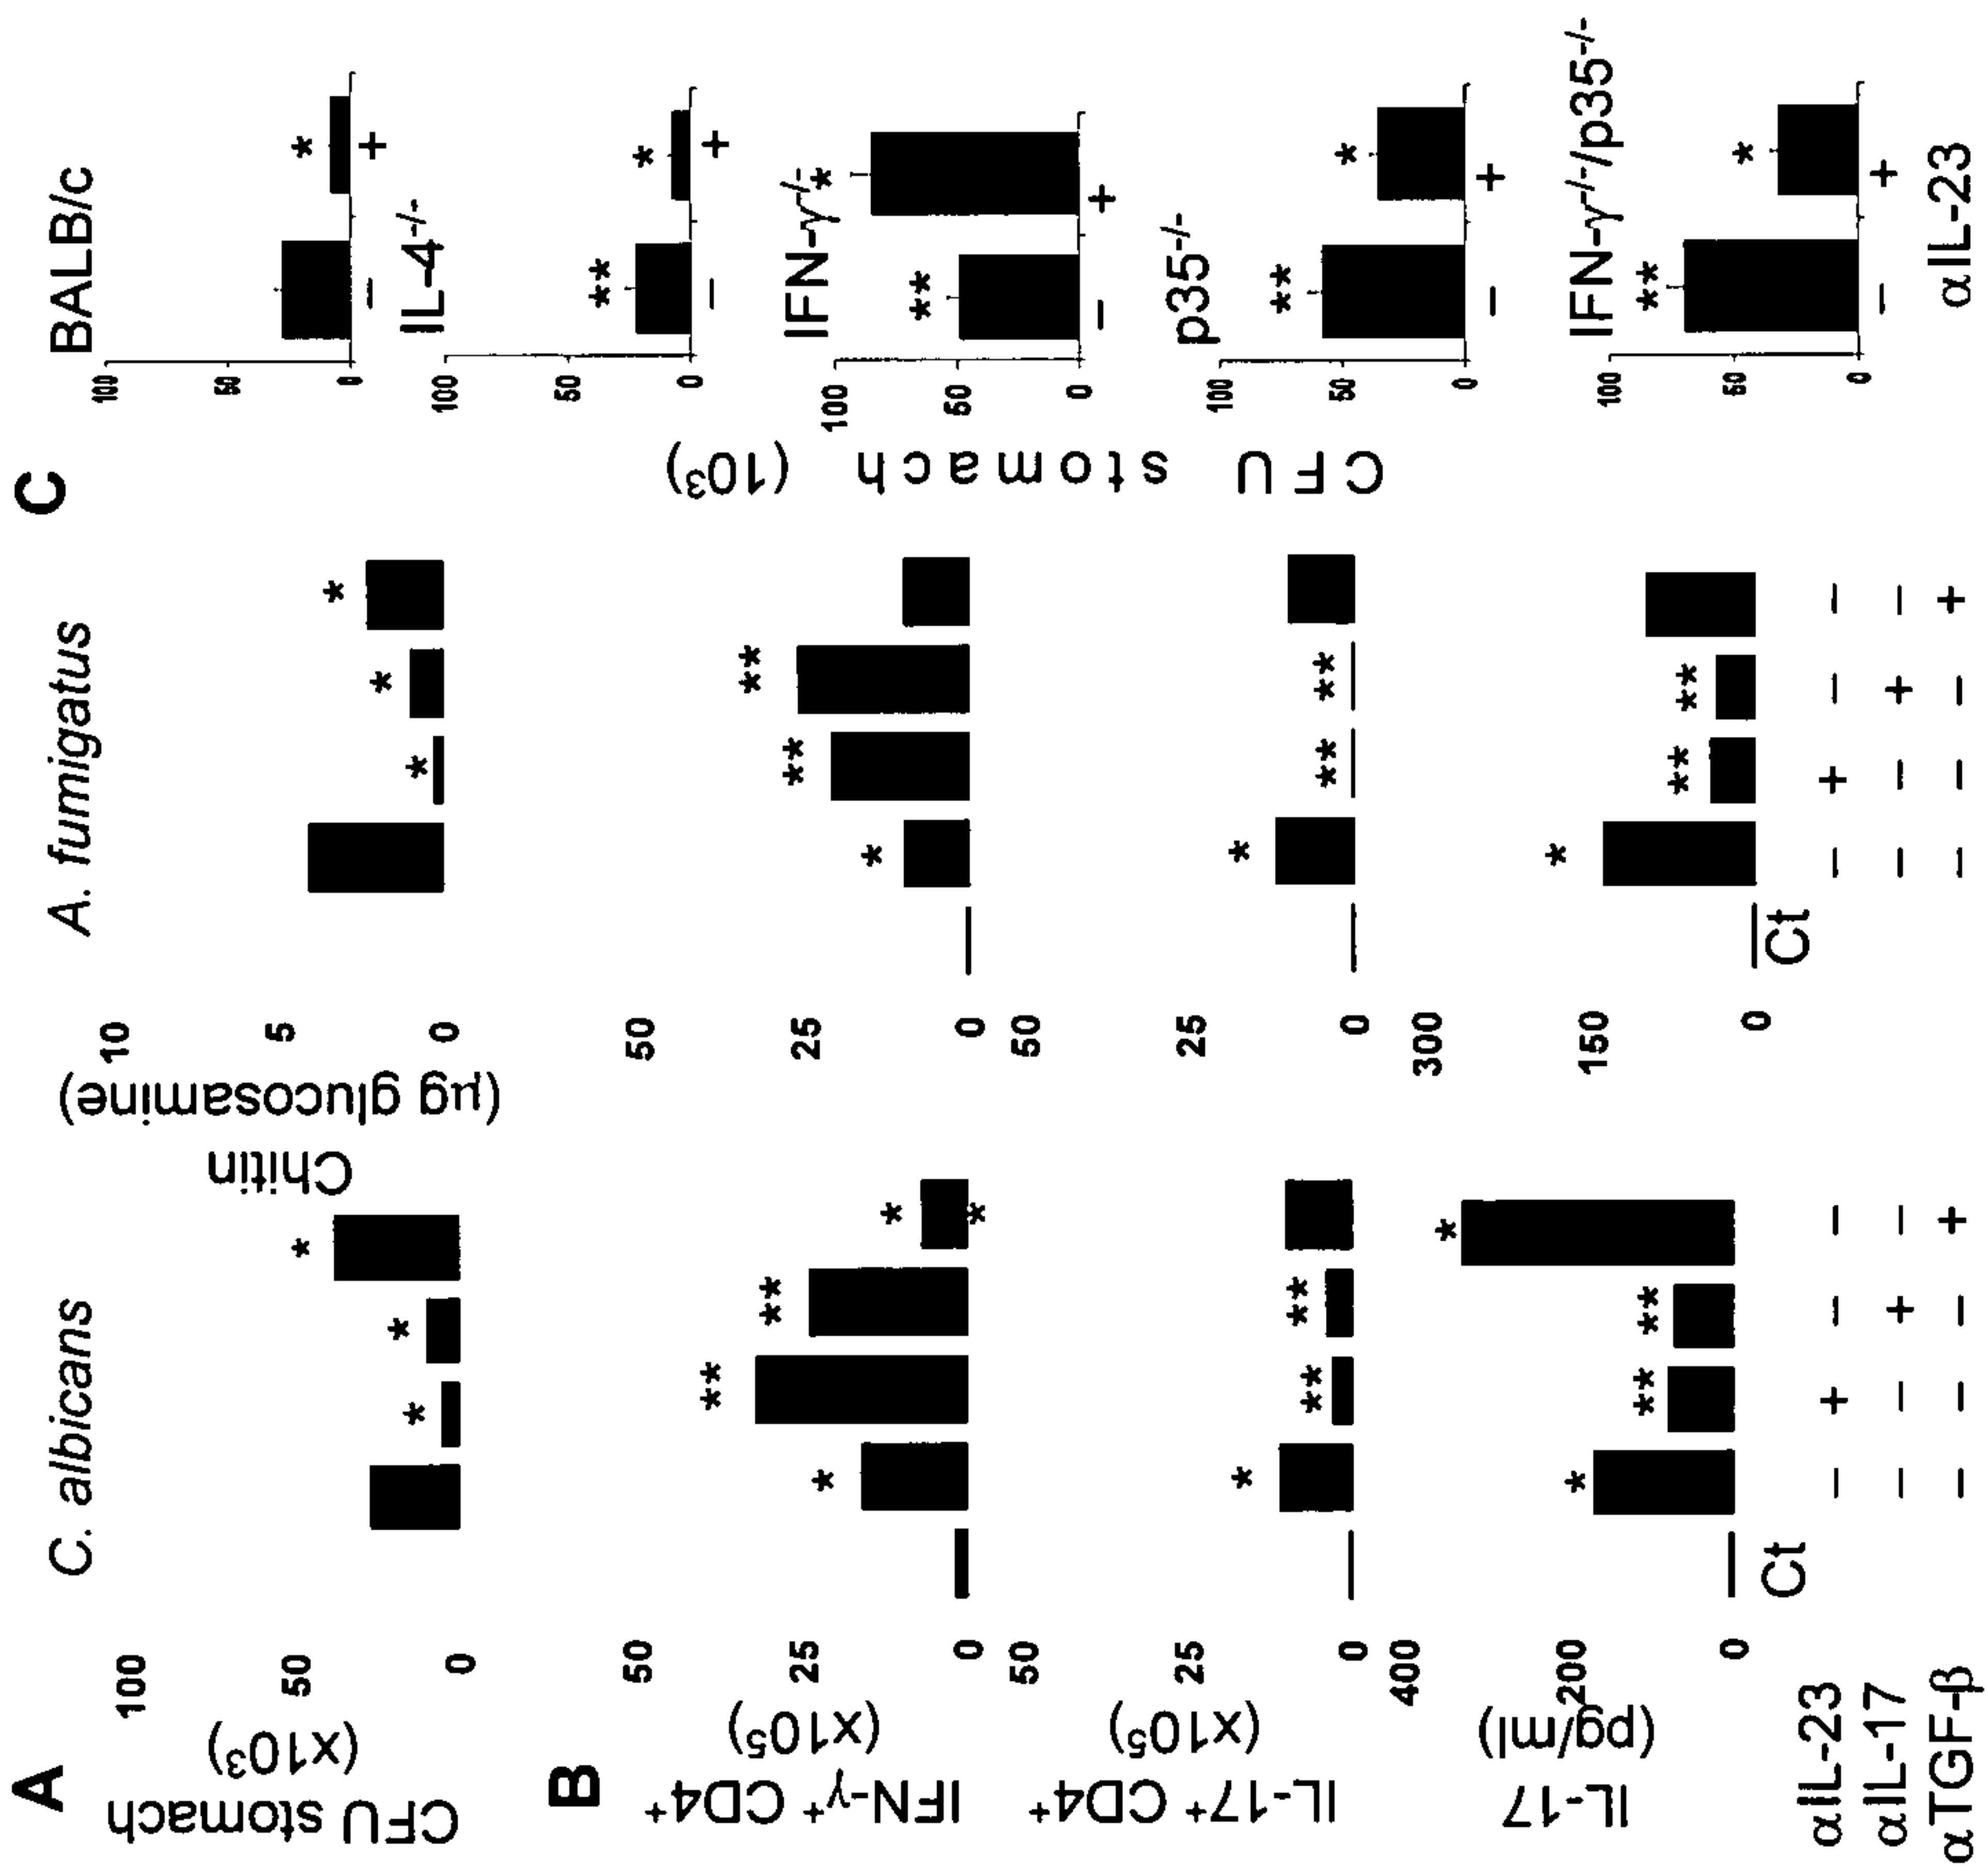 A
C. albicans
A. fumigatus
CFU stomach
(x10³)
100
50
0
*
*
*
Chitin
(µg glucosamine)
10
5
0
*
*
*
B
IFN-γ⁺ CD4⁺
(x10⁵)
50
25
0
*
**
**
*
*
50
25
0
*
**
**
IL-17⁺ CD4⁺
(x10⁵)
50
25
0
*
**
**
50
25
0
*
**
**
IL-17
(pg/ml)
400
200
0
*
**
**
*
300
150
0
*
**
**
Ct
Ct
αIL-23 – + – – – + – –
αIL-17 – – + – – – + –
αTGF-β – – – + – – – +
C
CFU stomach (10³)
BALB/c
100
50
0
*
– +
IL-4⁻/⁻
100
50
0
**
*
– +
IFN-γ⁻/⁻
100
50
0
**
*
– +
p35⁻/⁻
100
50
0
**
*
– +
IFN-γ⁻/⁻/p35⁻/⁻
100
50
0
**
*
– +
αIL-23